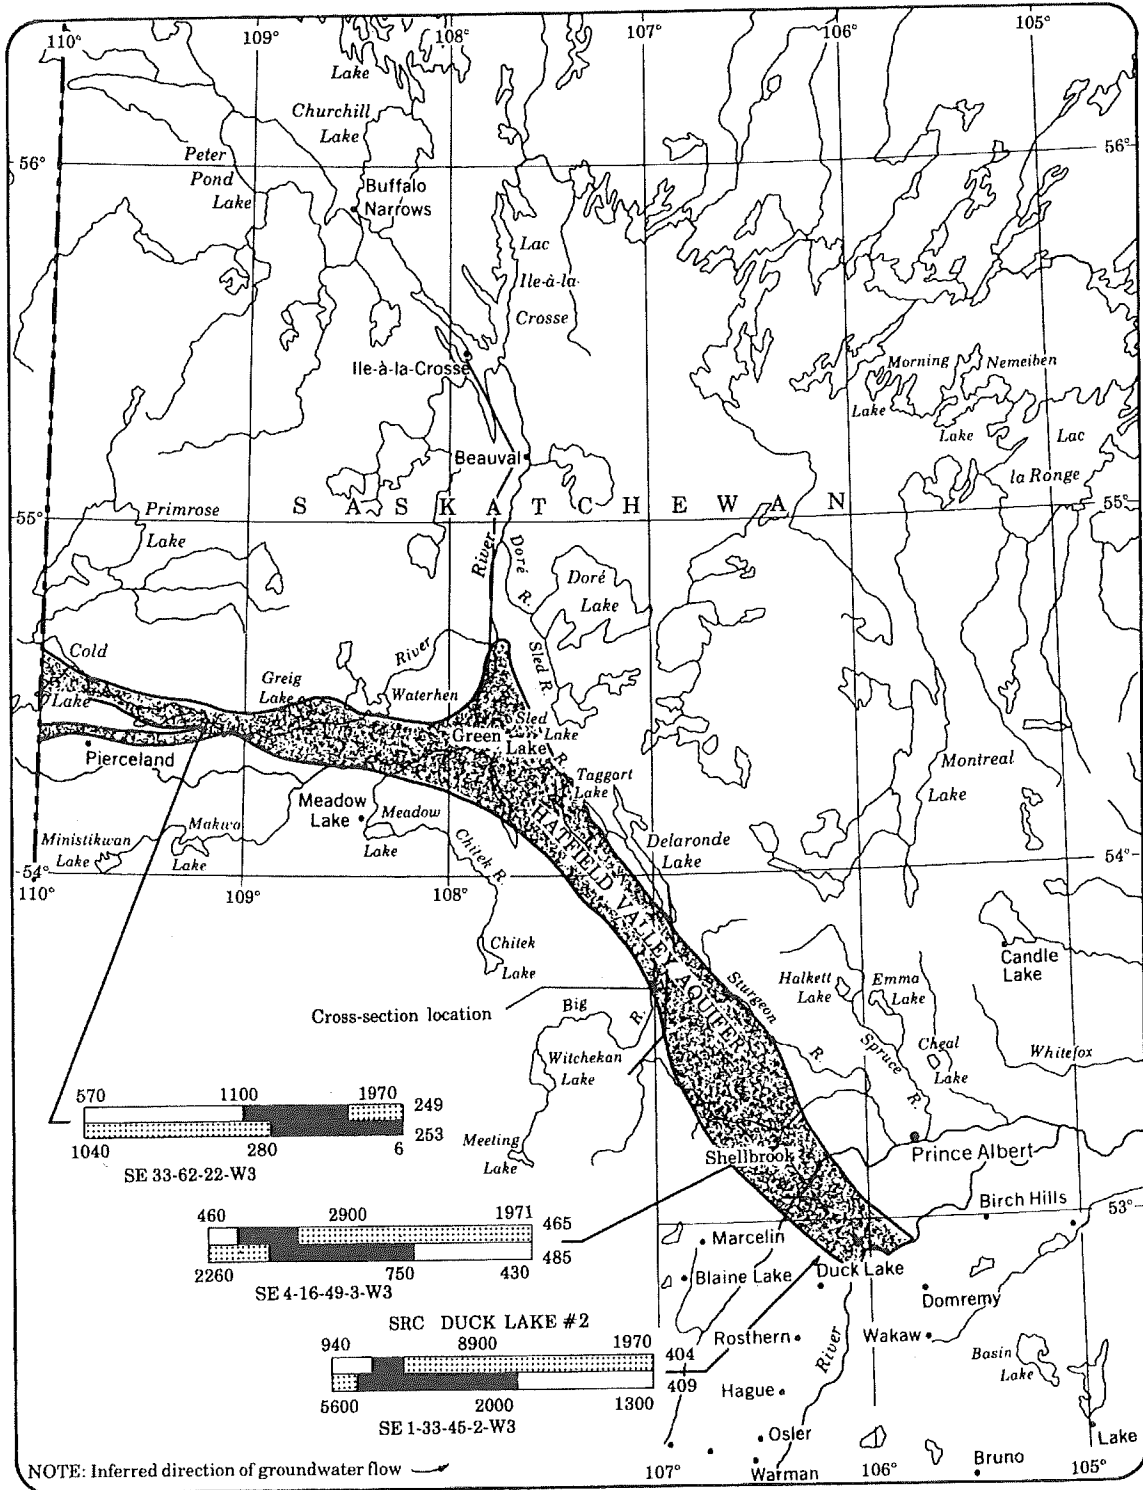 110°
109°
108°
107°
106°
105°
Lake
Churchill
Lake
56°
56°
Peter
Pond
Lake
Buffalo
Narrows
Lac
Ile-à-la-
Crosse
Ile-à-la-Crosse
Morning
Lake
Nemeiben
Lake
Beauval
Lac
la Ronge
SASKATCHEWAN
Primrose
Lake
55°
55°
River
Doré
R.
Doré
Lake
Sled R.
River
Waterhen
Cold
Lake
Greig
Lake
Sled
Lake
Green
Lake
R.
Pierceland
Taggart
Lake
Montreal
Lake
Meadow
Lake
Meadow
Lake
Makwa
Lake
Ministikwan
Lake
Delaronde
Lake
HATFIELD VALLEY AQUIFER
Chitek R.
54°
54°
110°
109°
108°
Chitek
Lake
Candle
Lake
Sturgeon
R.
Halkett
Lake
Emma
Lake
Cross-section location
Big
R.
Spruce
R.
Cheal
Lake
Whitefox
Witchekan
Lake
570 1100 1970 249
253
1040 280 6
SE 33-62-22-W3
Meeting
Lake
Shellbrook
Prince Albert
Birch Hills
53°
460 2900 1971 465
485
2260 750 430
SE 4-16-49-3-W3
Marcelin
Blaine Lake
Duck Lake
Domremy
SRC DUCK LAKE #2
940 8900 1970 404
409
5600 2000 1300
SE 1-33-45-2-W3
Rosthern
River
Wakaw
Basin
Lake
Hague
Osler
Lake
Bruno
Warman
NOTE: Inferred direction of groundwater flow
107°
106°
105°